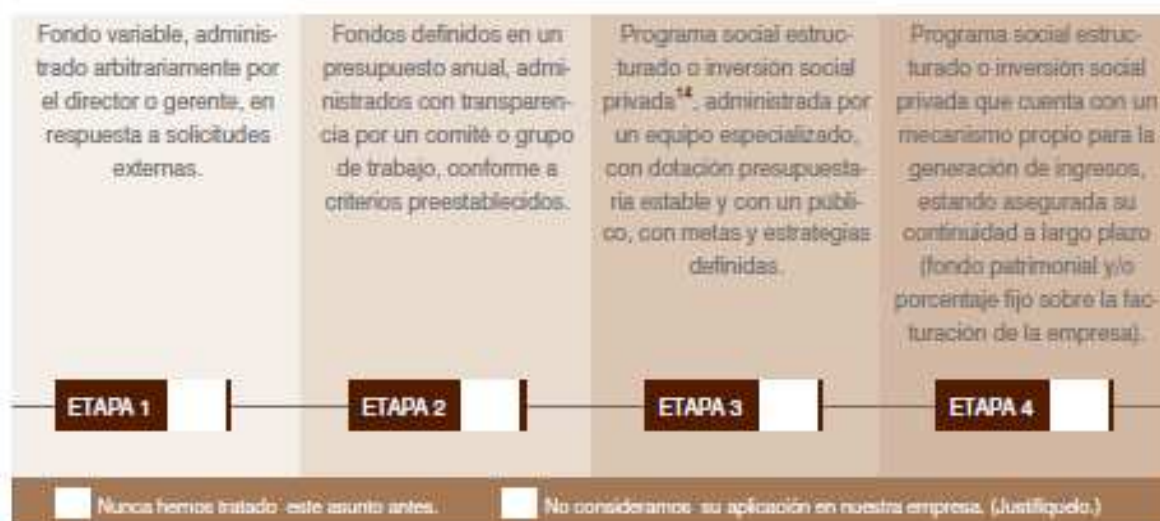 Fondo variable, adminis-
trado arbitrariamente por
el director o gerente, en
respuesta a solicitudes
externas.
Fondos definidos en un
presupuesto anual, admi-
nistrados con transparen-
cia por un comité o grupo
de trabajo, conforme a
criterios preestablecidos.
Programa social estruc-
turado o inversión social
privada¹⁴, administrada por
un equipo especializado,
con dotación presupuesta-
ria estable y con un públi-
co, con metas y estrategias
definidas.
Programa social estruc-
turado o inversión social
privada que cuenta con un
mecanismo propio para la
generación de ingresos,
estando asegurada su
continuidad a largo plazo
(fondo patrimonial y/o
porcentaje fijo sobre la fac-
turación de la empresa).
ETAPA 1
ETAPA 2
ETAPA 3
ETAPA 4
Nunca hemos tratado este asunto antes.
No consideramos su aplicación en nuestra empresa. (Justifíquelo.)